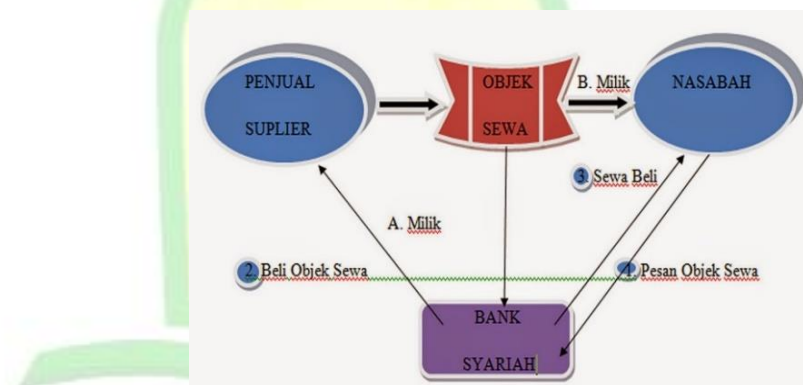 PENJUAL
SUPLIER
OBJEK
SEWA
B. Milik
NASABAH
3. Sewa Beli
A. Milik
2. Beli Objek Sewa
1. Pesan Objek Sewa
BANK
SYARIAH